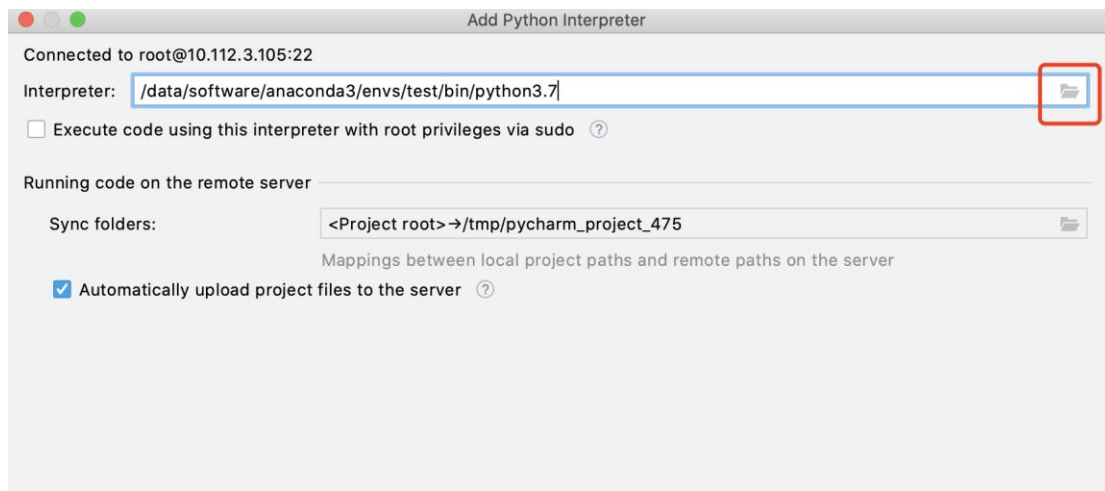 Add Python Interpreter
Connected to root@10.112.3.105:22
Interpreter: /data/software/anaconda3/envs/test/bin/python3.7
Execute code using this interpreter with root privileges via sudo ?
Running code on the remote server
Sync folders: <Project root>→/tmp/pycharm_project_475
Mappings between local project paths and remote paths on the server
Automatically upload project files to the server ?